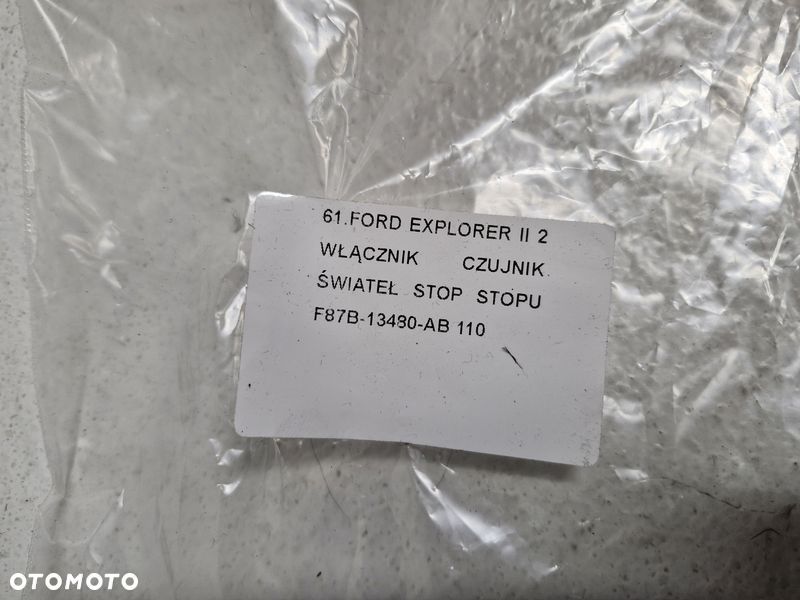 61.FORD EXPLORER II 2
WŁĄCZNIK CZUJNIK
ŚWIATEŁ STOP STOPU
F87B-13480-AB 110
OTOMOTO